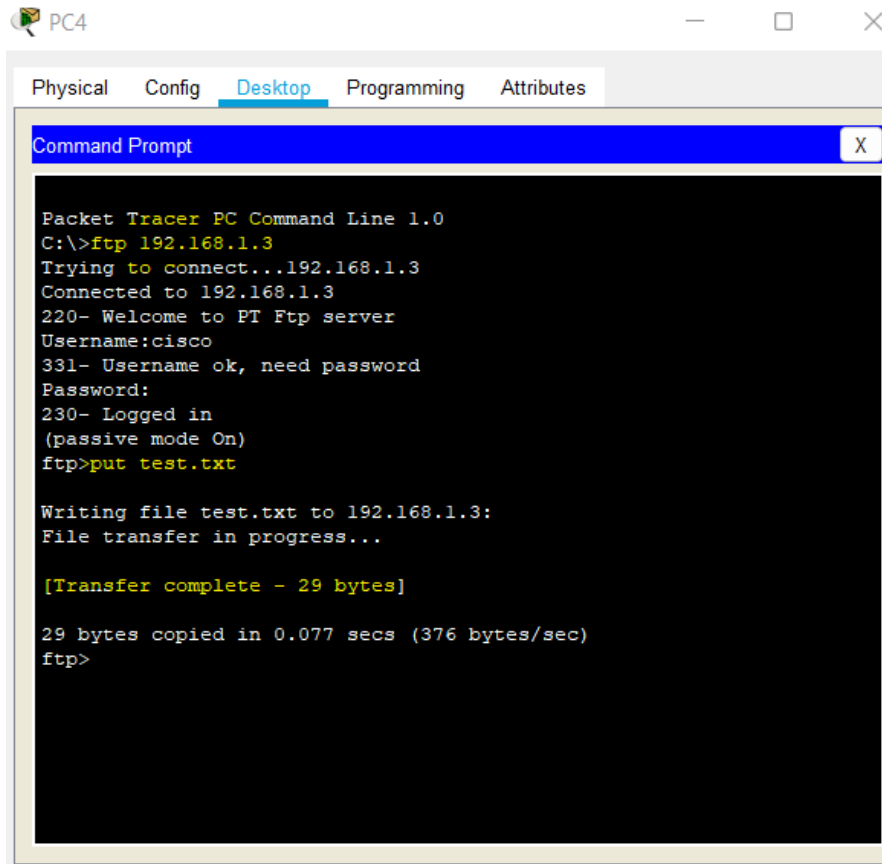 PC4
Physical Config Desktop Programming Attributes
Command Prompt
X
Packet Tracer PC Command Line 1.0
C:\>ftp 192.168.1.3
Trying to connect...192.168.1.3
Connected to 192.168.1.3
220- Welcome to PT Ftp server
Username:cisco
331- Username ok, need password
Password:
230- Logged in
(passive mode On)
ftp>put test.txt
Writing file test.txt to 192.168.1.3:
File transfer in progress...
[Transfer complete - 29 bytes]
29 bytes copied in 0.077 secs (376 bytes/sec)
ftp>